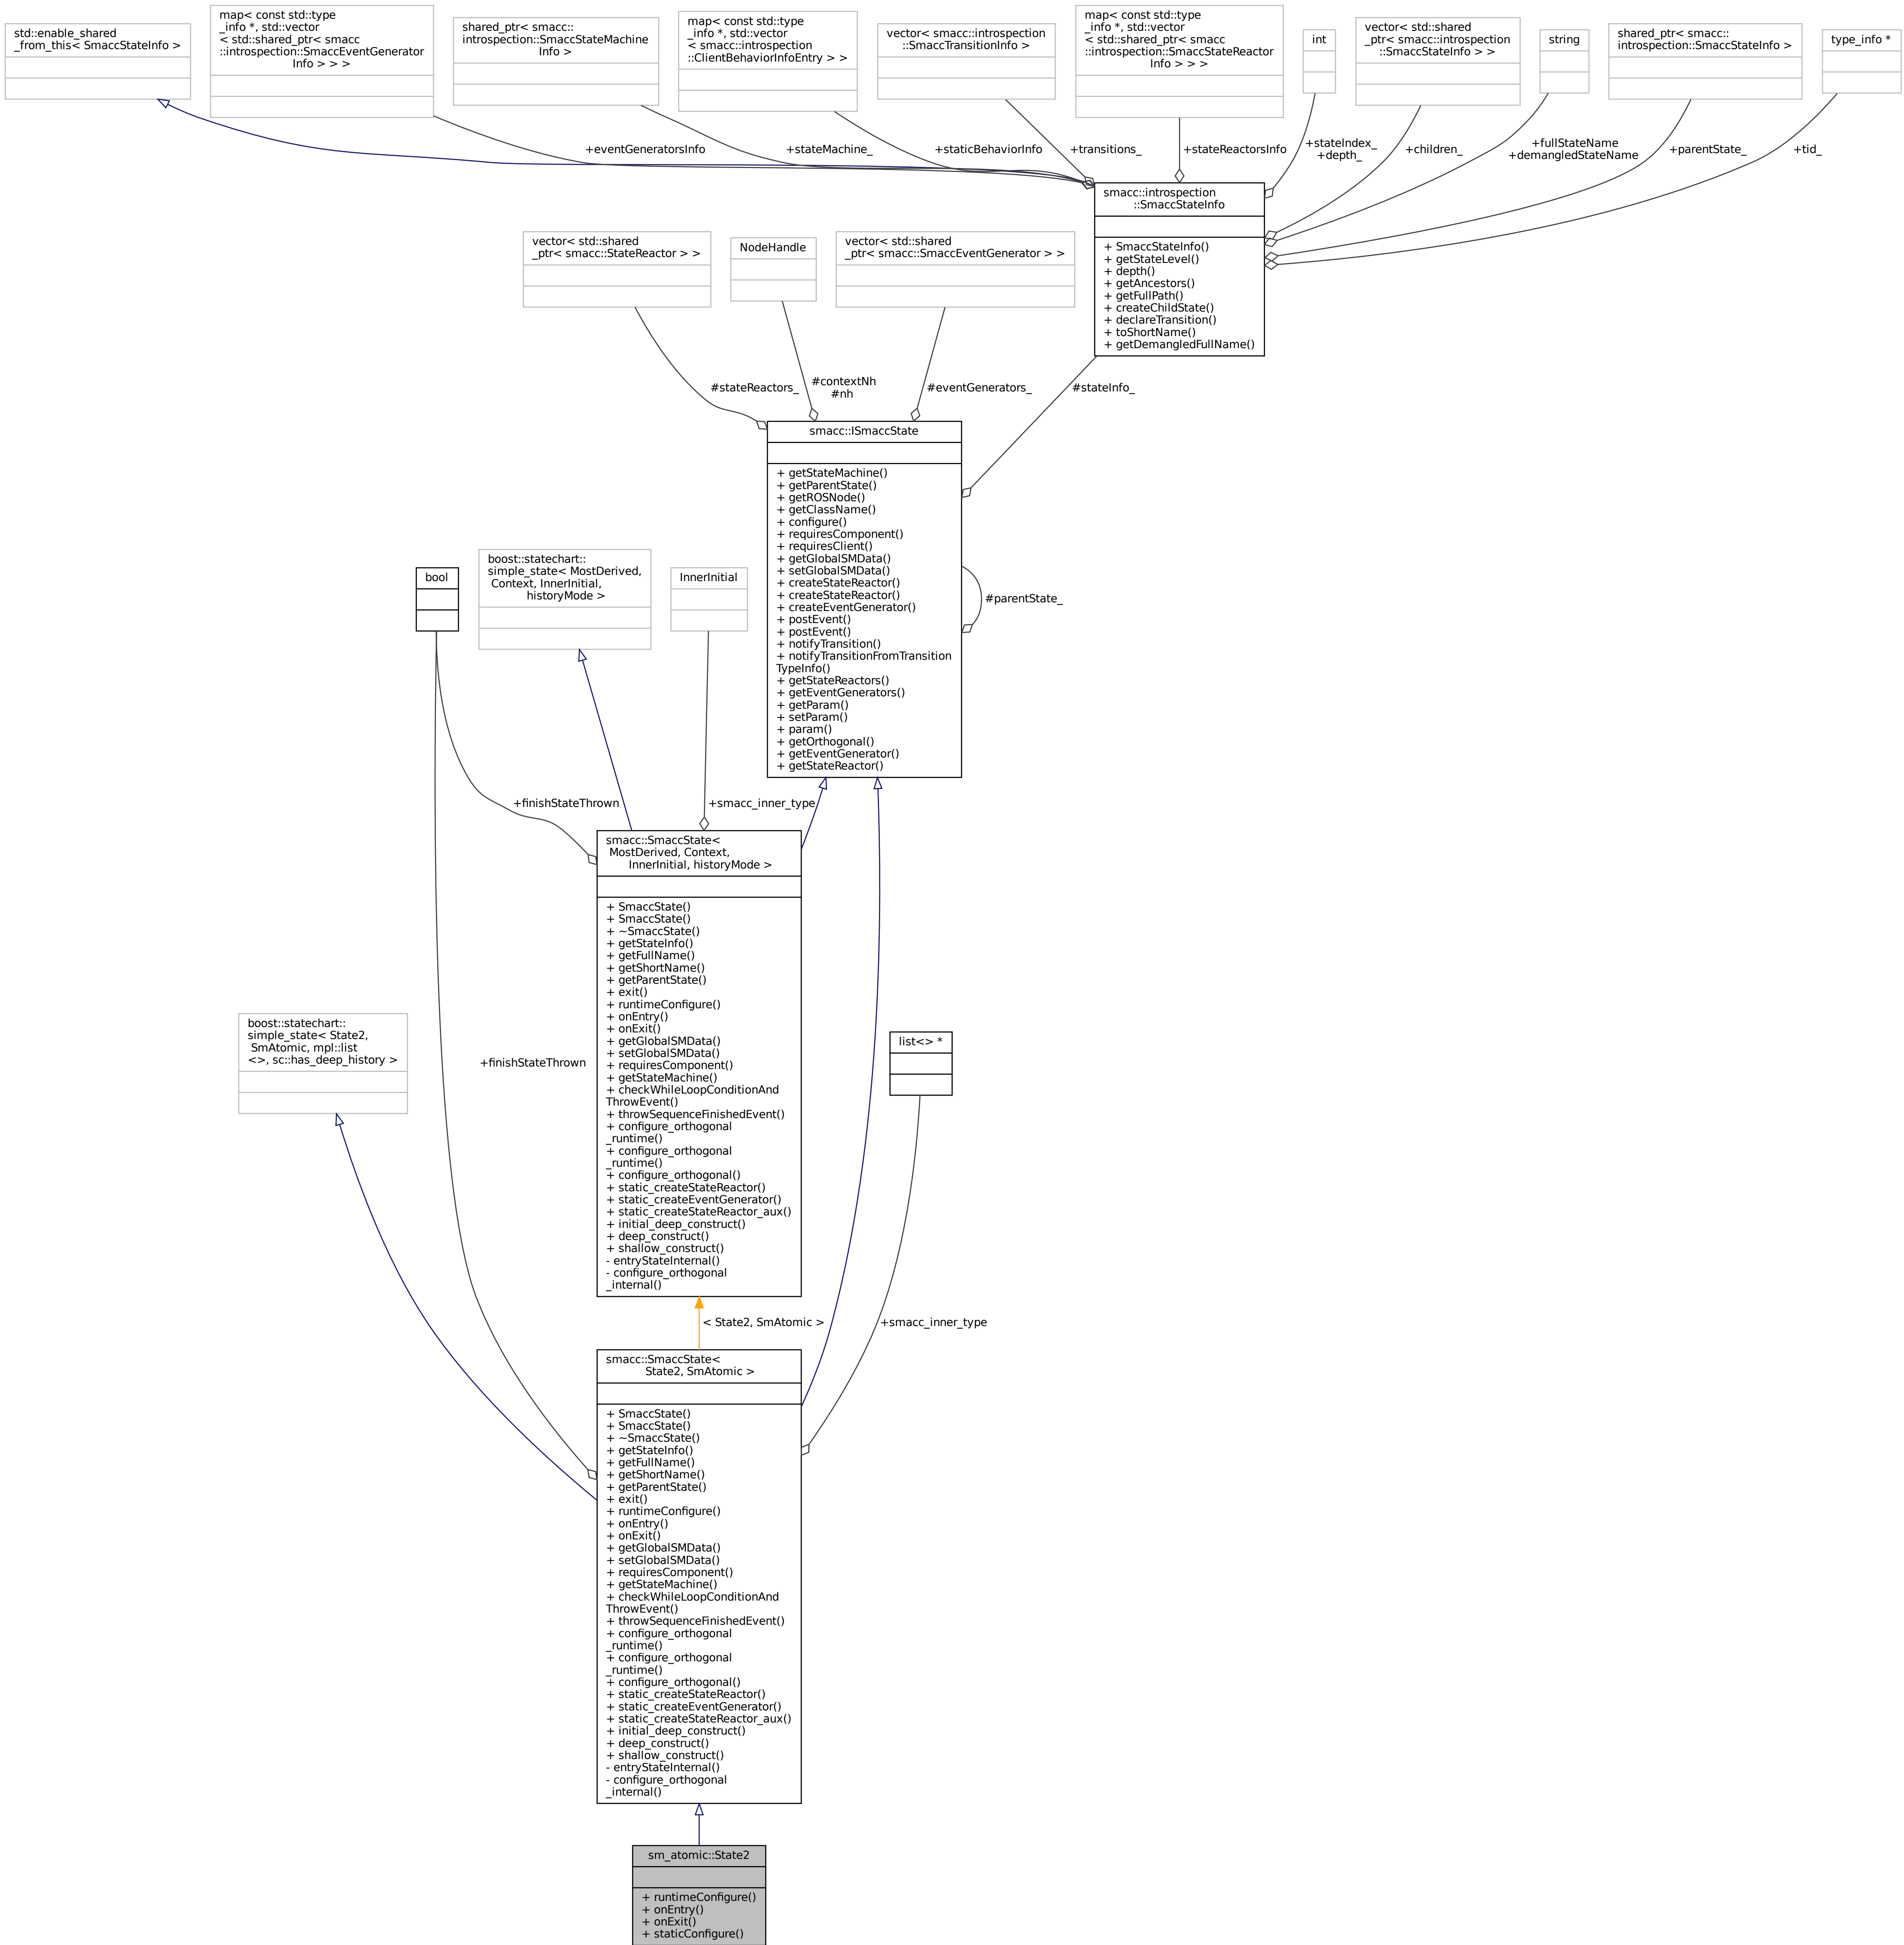 std::enable_shared
_from_this< SmaccStateInfo >
map< const std::type
_info *, std::vector
< std::shared_ptr< smacc
::introspection::SmaccEventGenerator
Info > > >
shared_ptr< smacc::
introspection::SmaccStateMachine
Info >
map< const std::type
_info *, std::vector
< smacc::introspection
::ClientBehaviorInfoEntry > >
vector< smacc::introspection
::SmaccTransitionInfo >
map< const std::type
_info *, std::vector
< std::shared_ptr< smacc
::introspection::SmaccStateReactor
Info > > >
int
vector< std::shared
_ptr< smacc::introspection
::SmaccStateInfo > >
string
shared_ptr< smacc::
introspection::SmaccStateInfo >
type_info *
+eventGeneratorsInfo
+stateMachine_
+staticBehaviorInfo
+transitions_
+stateReactorsInfo
+stateIndex_
+depth_
+children_
+fullStateName
+demangledStateName
+parentState_
+tid_
smacc::introspection
::SmaccStateInfo
+ SmaccStateInfo()
+ getStateLevel()
+ depth()
+ getAncestors()
+ getFullPath()
+ createChildState()
+ declareTransition()
+ toShortName()
+ getDemangledFullName()
vector< std::shared
_ptr< smacc::StateReactor > >
NodeHandle
vector< std::shared
_ptr< smacc::SmaccEventGenerator > >
#stateReactors_
#contextNh
#nh
#eventGenerators_
#stateInfo_
smacc::ISmaccState
+ getStateMachine()
+ getParentState()
+ getROSNode()
+ getClassName()
+ configure()
+ requiresComponent()
+ requiresClient()
+ getGlobalSMData()
+ setGlobalSMData()
+ createStateReactor()
+ createStateReactor()
+ createEventGenerator()
+ postEvent()
+ postEvent()
+ notifyTransition()
+ notifyTransitionFromTransition
TypeInfo()
+ getStateReactors()
+ getEventGenerators()
+ getParam()
+ setParam()
+ param()
+ getOrthogonal()
+ getEventGenerator()
+ getStateReactor()
#parentState_
bool
boost::statechart::
simple_state< MostDerived,
Context, InnerInitial,
historyMode >
InnerInitial
+finishStateThrown
+smacc_inner_type
smacc::SmaccState<
MostDerived, Context,
InnerInitial, historyMode >
+ SmaccState()
+ SmaccState()
+ ~SmaccState()
+ getStateInfo()
+ getFullName()
+ getShortName()
+ getParentState()
+ exit()
+ runtimeConfigure()
+ onEntry()
+ onExit()
+ getGlobalSMData()
+ setGlobalSMData()
+ requiresComponent()
+ getStateMachine()
+ checkWhileLoopConditionAnd
ThrowEvent()
+ throwSequenceFinishedEvent()
+ configure_orthogonal
_runtime()
+ configure_orthogonal
_runtime()
+ configure_orthogonal()
+ static_createStateReactor()
+ static_createEventGenerator()
+ static_createStateReactor_aux()
+ initial_deep_construct()
+ deep_construct()
+ shallow_construct()
- entryStateInternal()
- configure_orthogonal
_internal()
boost::statechart::
simple_state< State2,
SmAtomic, mpl::list
<>, sc::has_deep_history >
+finishStateThrown
list<> *
< State2, SmAtomic >
+smacc_inner_type
smacc::SmaccState<
State2, SmAtomic >
+ SmaccState()
+ SmaccState()
+ ~SmaccState()
+ getStateInfo()
+ getFullName()
+ getShortName()
+ getParentState()
+ exit()
+ runtimeConfigure()
+ onEntry()
+ onExit()
+ getGlobalSMData()
+ setGlobalSMData()
+ requiresComponent()
+ getStateMachine()
+ checkWhileLoopConditionAnd
ThrowEvent()
+ throwSequenceFinishedEvent()
+ configure_orthogonal
_runtime()
+ configure_orthogonal
_runtime()
+ configure_orthogonal()
+ static_createStateReactor()
+ static_createEventGenerator()
+ static_createStateReactor_aux()
+ initial_deep_construct()
+ deep_construct()
+ shallow_construct()
- entryStateInternal()
- configure_orthogonal
_internal()
sm_atomic::State2
+ runtimeConfigure()
+ onEntry()
+ onExit()
+ staticConfigure()